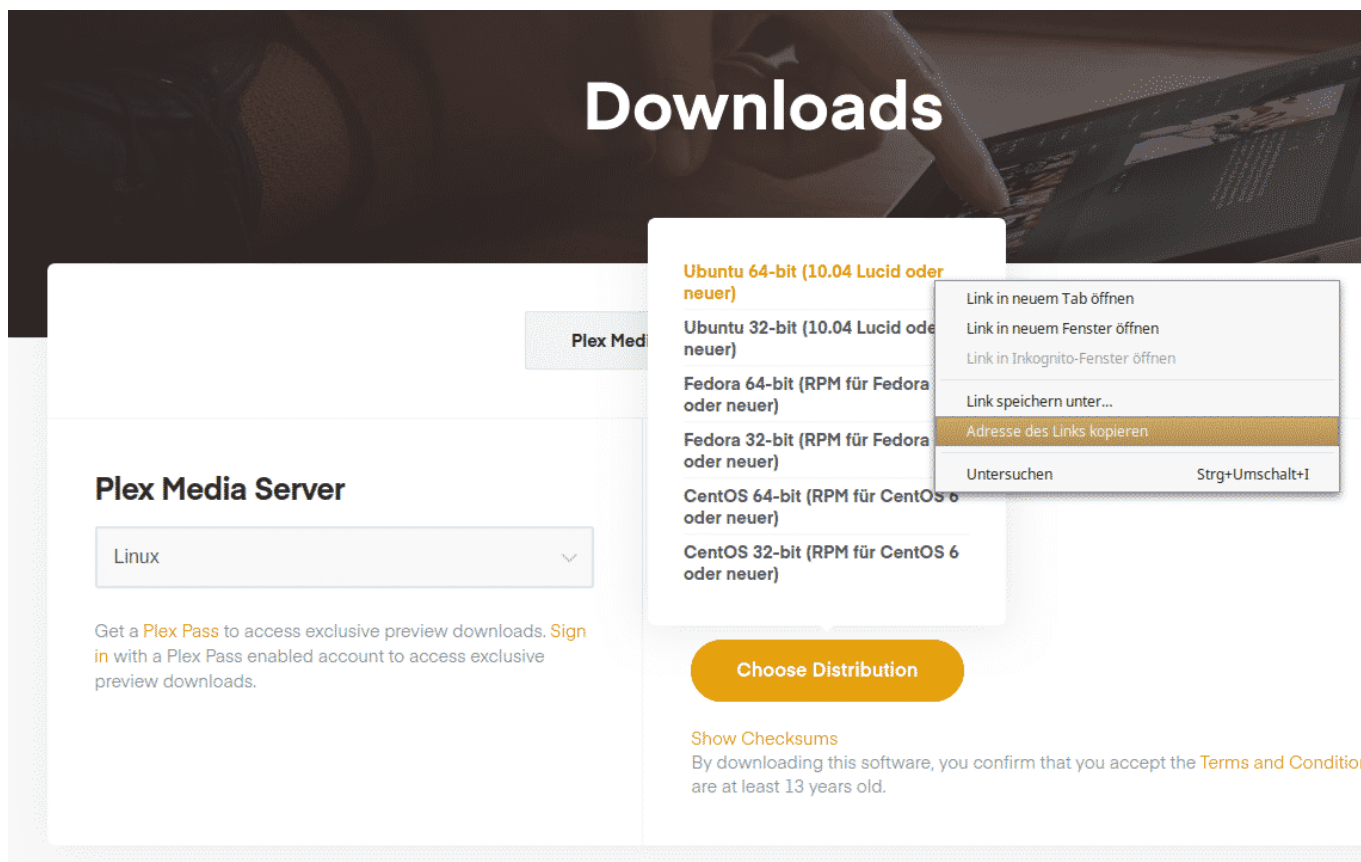 Downloads
Ubuntu 64-bit (10.04 Lucid oder
neuer)
Ubuntu 32-bit (10.04 Lucid ode
neuer)
Fedora 64-bit (RPM für Fedora
oder neuer)
Fedora 32-bit (RPM für Fedora
oder neuer)
CentOS 64-bit (RPM für CentOS 6
oder neuer)
CentOS 32-bit (RPM für CentOS 6
oder neuer)
Link in neuem Tab öffnen
Link in neuem Fenster öffnen
Link in Inkognito-Fenster öffnen
Link speichern unter...
Adresse des Links kopieren
Untersuchen Strg+Umschalt+I
Plex Medi
Plex Media Server
Linux
Get a Plex Pass to access exclusive preview downloads. Sign
in with a Plex Pass enabled account to access exclusive
preview downloads.
Choose Distribution
Show Checksums
By downloading this software, you confirm that you accept the Terms and Condition
are at least 13 years old.